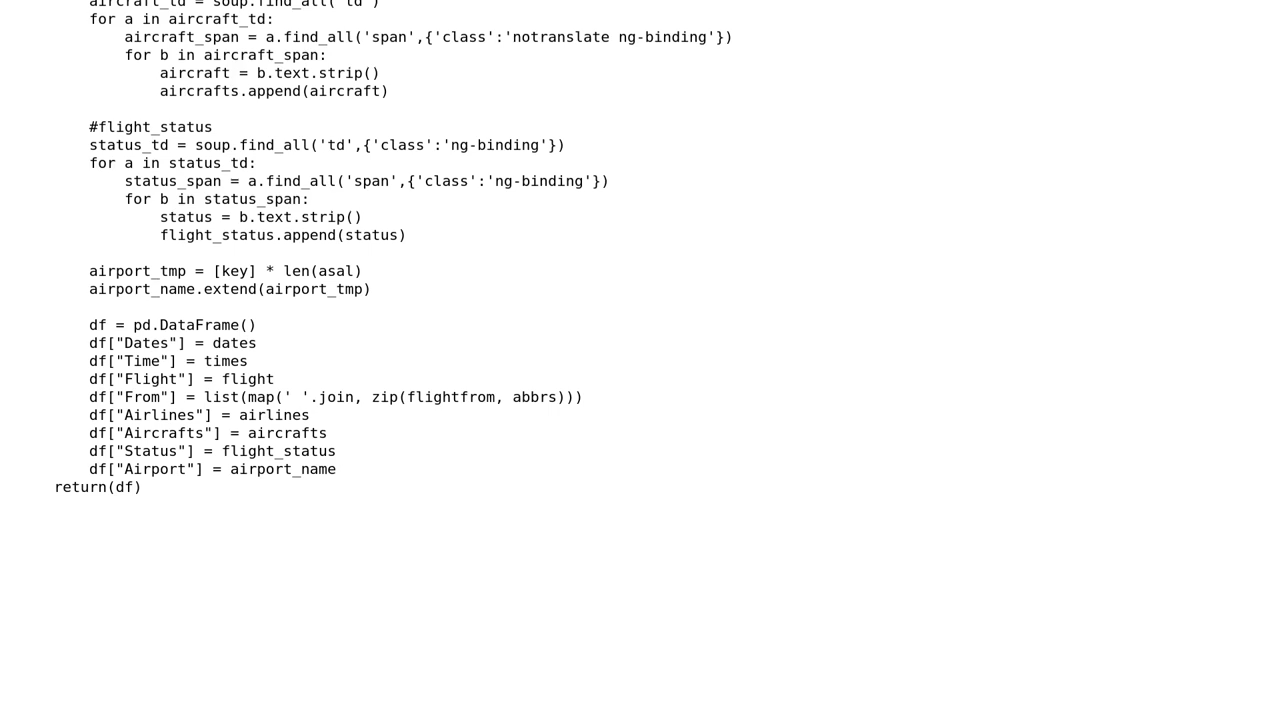 aircraft_td = soup.find_all('td')
for a in aircraft_td:
aircraft_span = a.find_all('span',{'class':'notranslate ng-binding'})
for b in aircraft_span:
aircraft = b.text.strip()
aircrafts.append(aircraft)
#flight_status
status_td = soup.find_all('td',{'class':'ng-binding'})
for a in status_td:
status_span = a.find_all('span',{'class':'ng-binding'})
for b in status_span:
status = b.text.strip()
flight_status.append(status)
airport_tmp = [key] * len(asal)
airport_name.extend(airport_tmp)
df = pd.DataFrame()
df["Dates"] = dates
df["Time"] = times
df["Flight"] = flight
df["From"] = list(map(' '.join, zip(flightfrom, abbrs)))
df["Airlines"] = airlines
df["Aircrafts"] = aircrafts
df["Status"] = flight_status
df["Airport"] = airport_name
return(df)